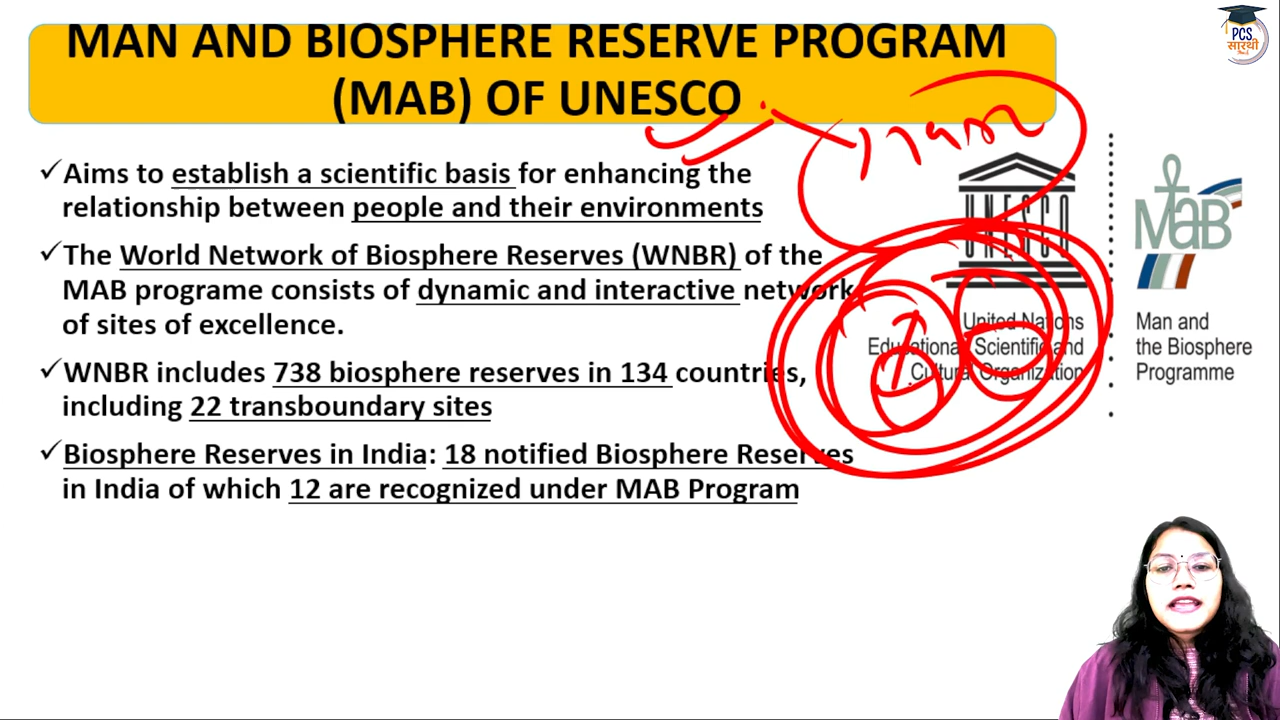 MAN AND BIOSPHERE RESERVE PROGRAM
(MAB) OF UNESCO
PCS
सारथी
✓Aims to establish a scientific basis for enhancing the
relationship between people and their environments
✓The World Network of Biosphere Reserves (WNBR) of the
MAB programe consists of dynamic and interactive network
of sites of excellence.
✓WNBR includes 738 biosphere reserves in 134 countries,
including 22 transboundary sites
✓Biosphere Reserves in India: 18 notified Biosphere Reserves
in India of which 12 are recognized under MAB Program
UNESCO
United Nations
Educational Scientific and
Cultural Organization
MaB
Man and
the Biosphere
Programme